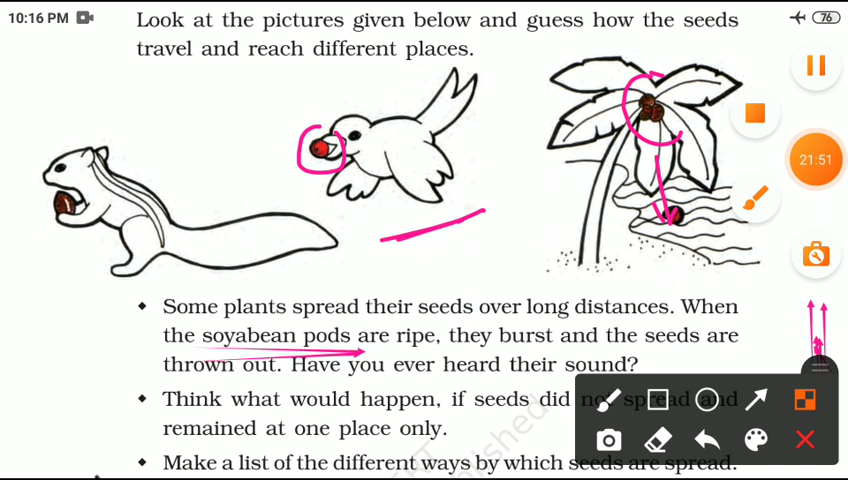 10:16 PM
76
Look at the pictures given below and guess how the seeds
travel and reach different places.
21:51
Some plants spread their seeds over long distances. When
the soyabean pods are ripe, they burst and the seeds are
thrown out. Have you ever heard their sound?
Think what would happen, if seeds did not spread and
remained at one place only.
Make a list of the different ways by which seeds are spread.